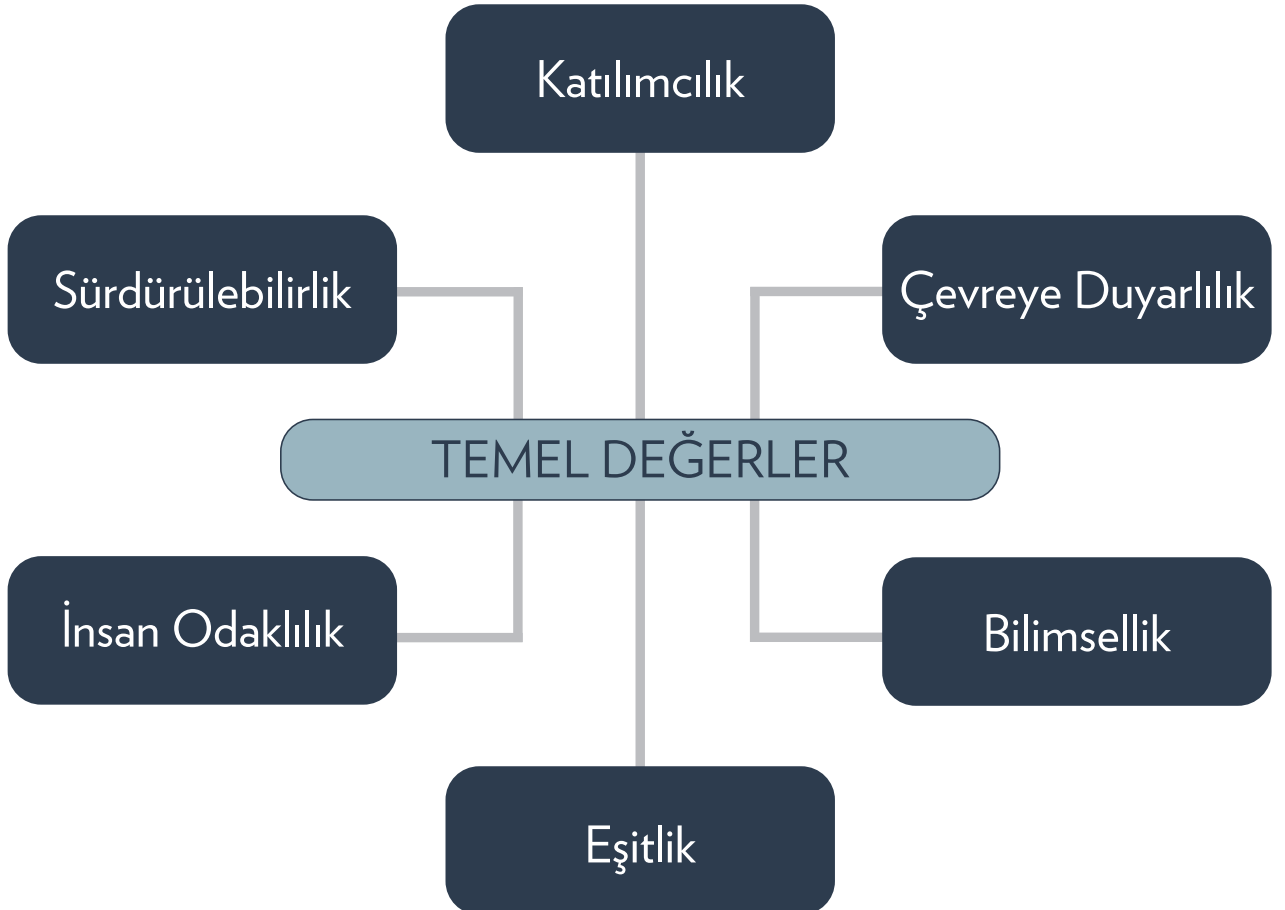 Katılımcılık
Sürdürülebilirlik
Çevreye Duyarlılık
TEMEL DEĞERLER
İnsan Odaklılık
Bilimsellik
Eşitlik